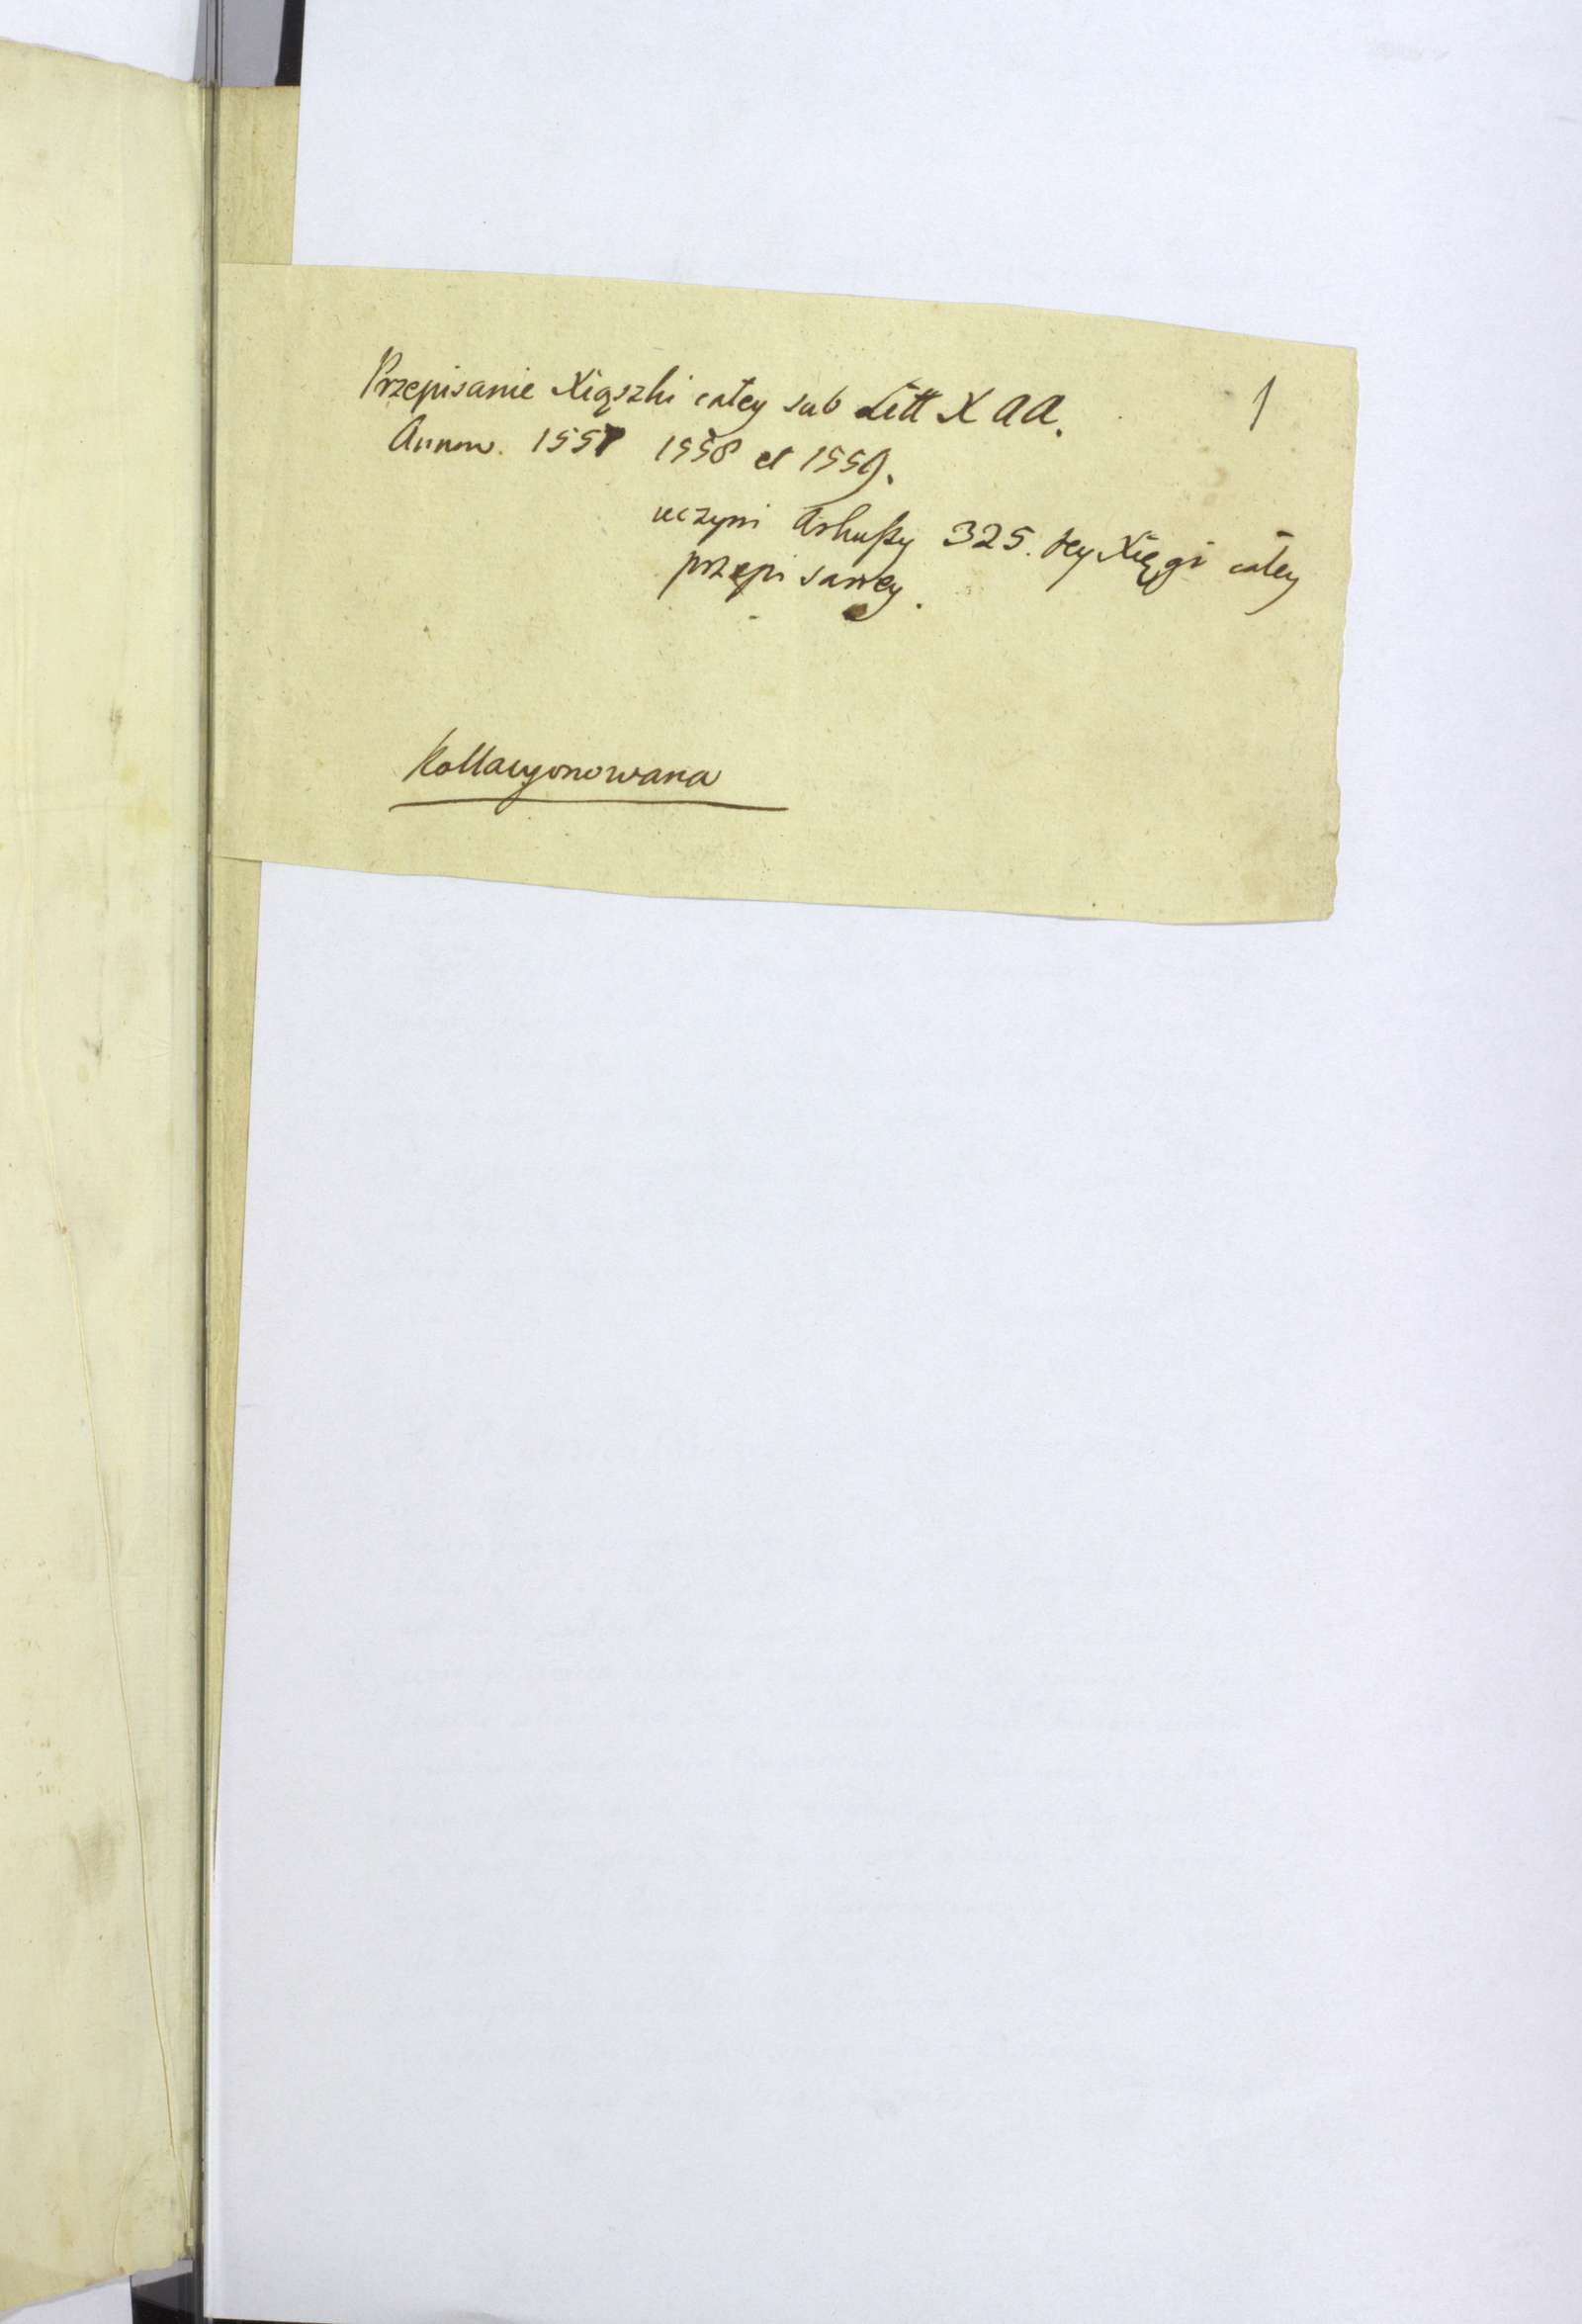 Przepisanie Xiąszki całey sub Litt X AA. 1
Annor. 1557 1558 et 1559.
uczyni Arkuszy 325. tey Xięgi całey
przepisaney.
Kollacyonowana